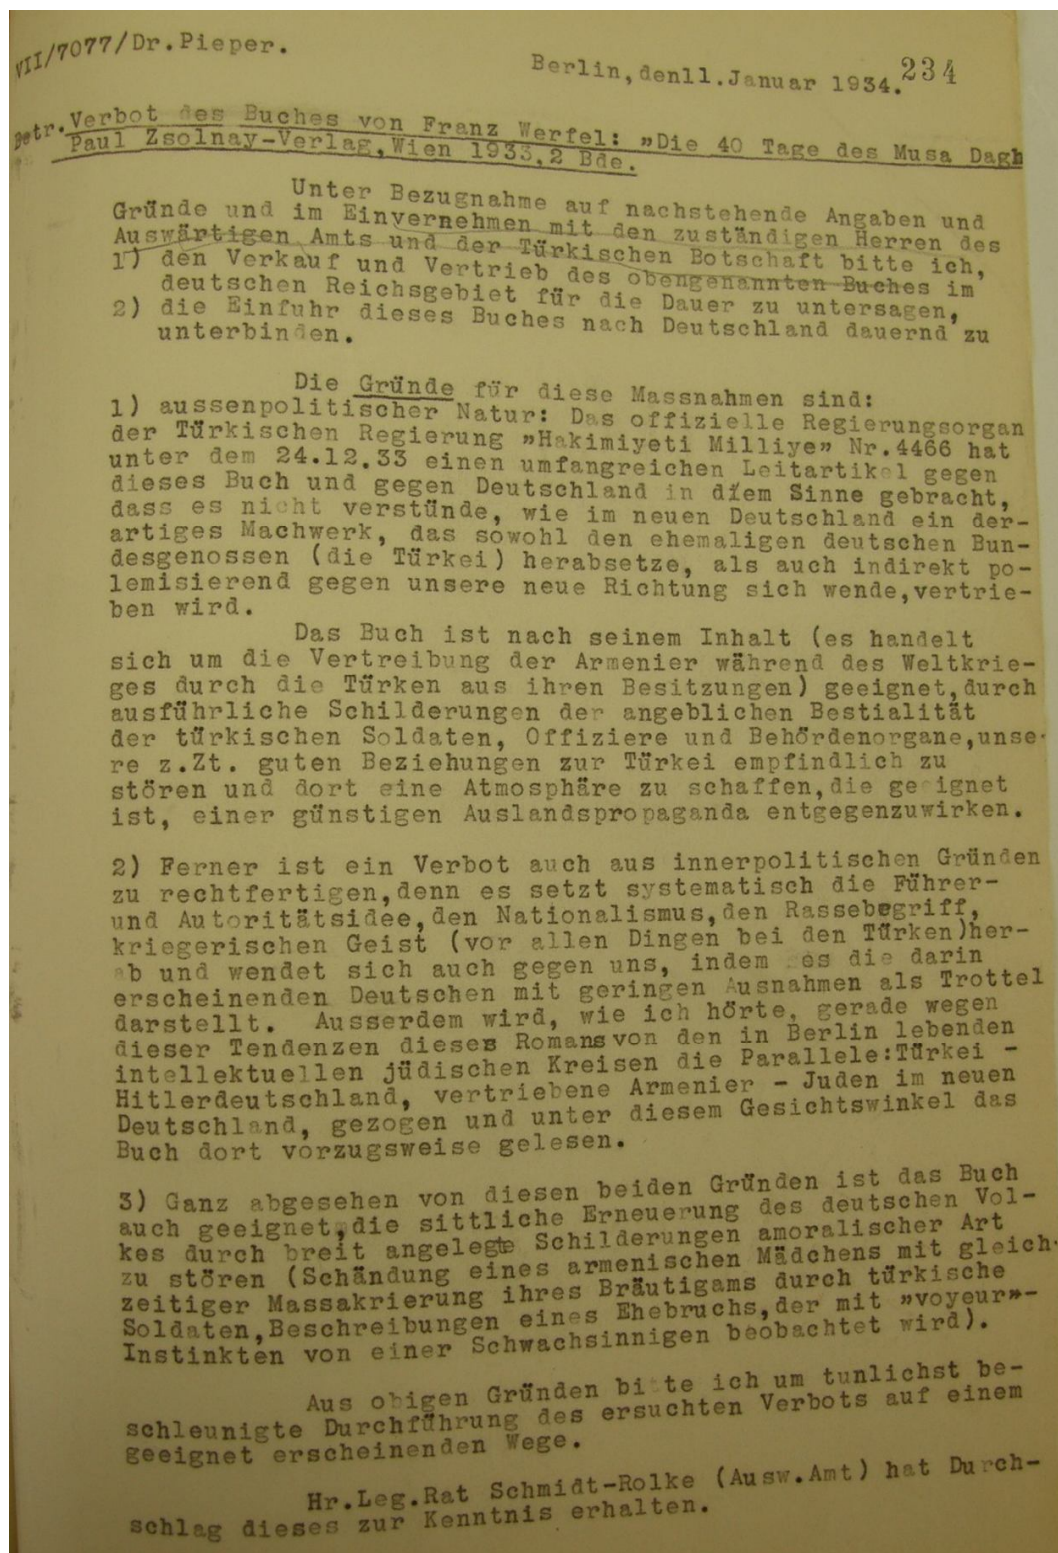 VII/7077/Dr.Pieper.
Berlin,den11.Januar 1934.
234
Betr.Verbot des Buches von Franz Werfel: »Die 40 Tage des Musa Dagh
Paul Zsolnay-Verlag,Wien 1933,2 Bde.
Unter Bezugnahme auf nachstehende Angaben und
Gründe und im Einvernehmen mit den zuständigen Herren des
Auswärtigen Amts und der Türkischen Botschaft bitte ich,
1) den Verkauf und Vertrieb des obengenannten Buches im
deutschen Reichsgebiet für die Dauer zu untersagen,
2) die Einfuhr dieses Buches nach Deutschland dauernd zu
unterbinden.
Die Gründe für diese Massnahmen sind:
1) aussenpolitischer Natur: Das offizielle Regierungsorgan
der Türkischen Regierung »Hakimiyeti Milliye» Nr.4466 hat
unter dem 24.12.33 einen umfangreichen Leitartikel gegen
dieses Buch und gegen Deutschland in dfem Sinne gebracht,
dass es nicht verstünde, wie im neuen Deutschland ein der-
artiges Machwerk, das sowohl den ehemaligen deutschen Bun-
desgenossen (die Türkei) herabsetze, als auch indirekt po-
lemisierend gegen unsere neue Richtung sich wende,vertrie-
ben wird.
Das Buch ist nach seinem Inhalt (es handelt
sich um die Vertreibung der Armenier während des Weltkrie-
ges durch die Türken aus ihren Besitzungen) geeignet,durch
ausführliche Schilderungen der angeblichen Bestialität
der türkischen Soldaten, Offiziere und Behördenorgane,unse-
re z.Zt. guten Beziehungen zur Türkei empfindlich zu
stören und dort eine Atmosphäre zu schaffen,die geeignet
ist, einer günstigen Auslandspropaganda entgegenzuwirken.
2) Ferner ist ein Verbot auch aus innerpolitischen Gründen
zu rechtfertigen,denn es setzt systematisch die Führer-
und Autoritätsidee,den Nationalismus,den Rassebegriff,
kriegerischen Geist (vor allen Dingen bei den Türken)her-
ab und wendet sich auch gegen uns, indem es die darin
erscheinenden Deutschen mit geringen Ausnahmen als Trottel
darstellt. Ausserdem wird, wie ich hörte, gerade wegen
dieser Tendenzen dieses Romans von den in Berlin lebenden
intellektuellen jüdischen Kreisen die Parallele:Türkei -
Hitlerdeutschland, vertriebene Armenier - Juden im neuen
Deutschland, gezogen und unter diesem Gesichtswinkel das
Buch dort vorzugsweise gelesen.
3) Ganz abgesehen von diesen beiden Gründen ist das Buch
auch geeignet,die sittliche Erneuerung des deutschen Vol-
kes durch breit angelegte Schilderungen amoralischer Art
zu stören (Schändung eines armenischen Mädchens mit gleich-
zeitiger Massakrierung ihres Bräutigams durch türkische
Soldaten,Beschreibungen eines Ehebruchs,der mit »voyeur»-
Instinkten von einer Schwachsinnigen beobachtet wird).
Aus obigen Gründen bitte ich um tunlichst be-
schleunigte Durchführung des ersuchten Verbots auf einem
geeignet erscheinenden Wege.
Hr.Leg.Rat Schmidt-Rolke (Ausw.Amt) hat Durch-
schlag dieses zur Kenntnis erhalten.